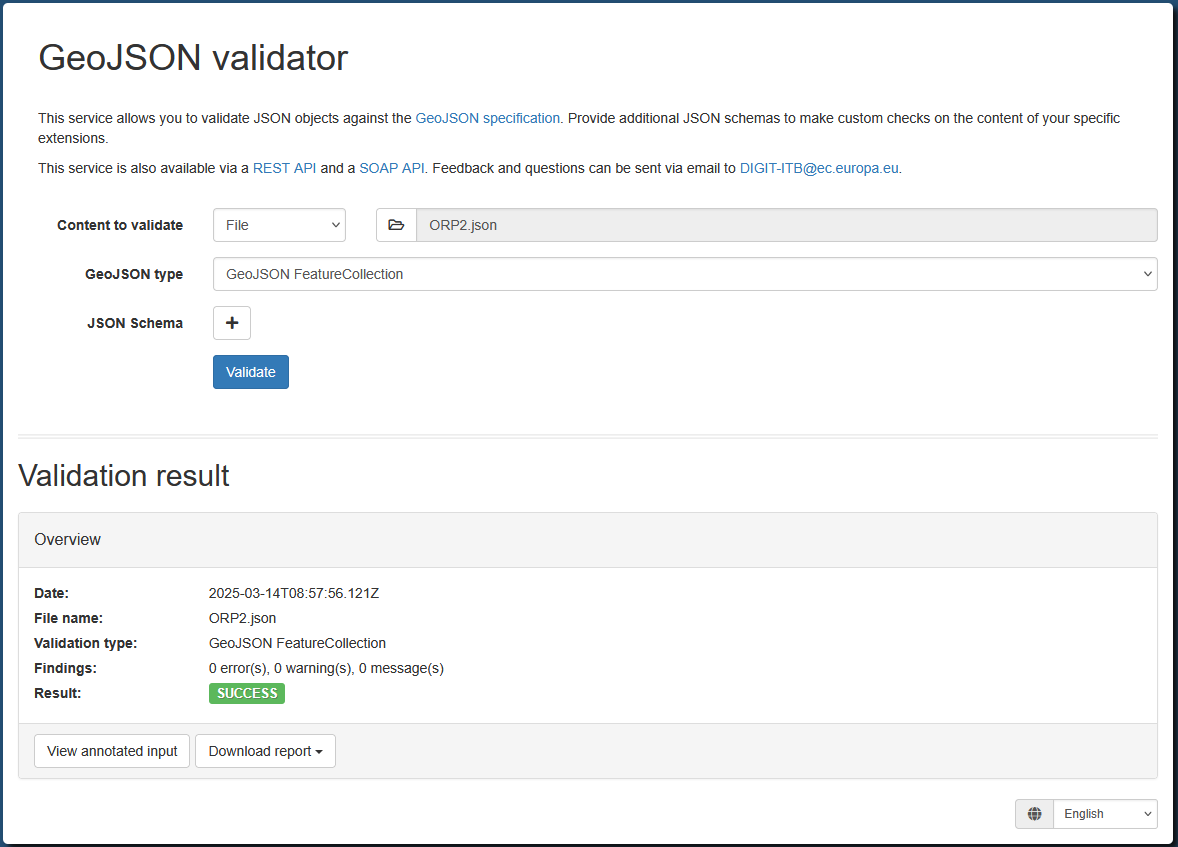 GeoJSON validator
This service allows you to validate JSON objects against the GeoJSON specification. Provide additional JSON schemas to make custom checks on the content of your specific
extensions.
This service is also available via a REST API and a SOAP API. Feedback and questions can be sent via email to DIGIT-ITB@ec.europa.eu.
Content to validate File ORP2.json
GeoJSON type GeoJSON FeatureCollection
JSON Schema
Validate
Validation result
Overview
Date: 2025-03-14T08:57:56.121Z
File name: ORP2.json
Validation type: GeoJSON FeatureCollection
Findings: 0 error(s), 0 warning(s), 0 message(s)
Result: SUCCESS
View annotated input Download report
English